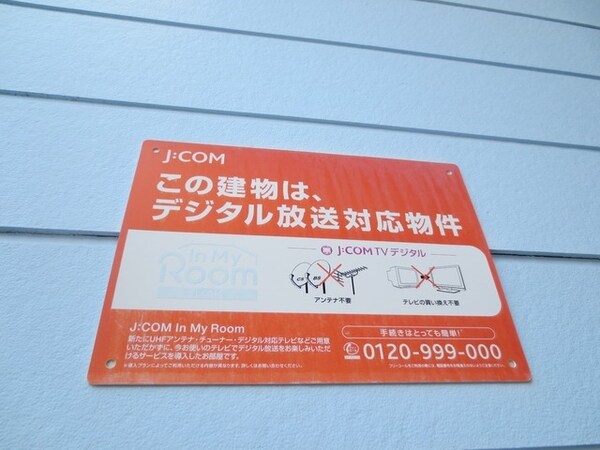 J:COM
この建物は、
デジタル放送対応物件
In My
Room
J:COM TV デジタル
CS BS
アンテナ不要
テレビの買い換え不要
J:COM In My Room
新たにUHFアンテナ・チューナー・デジタル対応テレビなどご用意
いただかずに、今お使いのテレビでデジタル放送をお楽しみいただ
けるサービスを導入したお部屋です。
手続きはとっても簡単!
0120-999-000